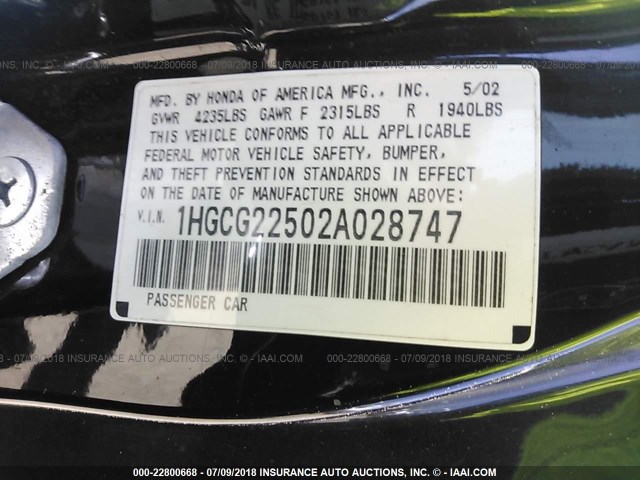 MFD. BY HONDA OF AMERICA MFG., INC. 5/02
GVWR 4235LBS GAWR F 2315LBS R 1940LBS
THIS VEHICLE CONFORMS TO ALL APPLICABLE
FEDERAL MOTOR VEHICLE SAFETY, BUMPER,
AND THEFT PREVENTION STANDARDS IN EFFECT
ON THE DATE OF MANUFACTURE SHOWN ABOVE:
V.I.N. 1HGCG22502A028747
PASSENGER CAR
000-22800668 - 07/09/2018 INSURANCE AUTO AUCTIONS, INC. - © - IAAI.COM